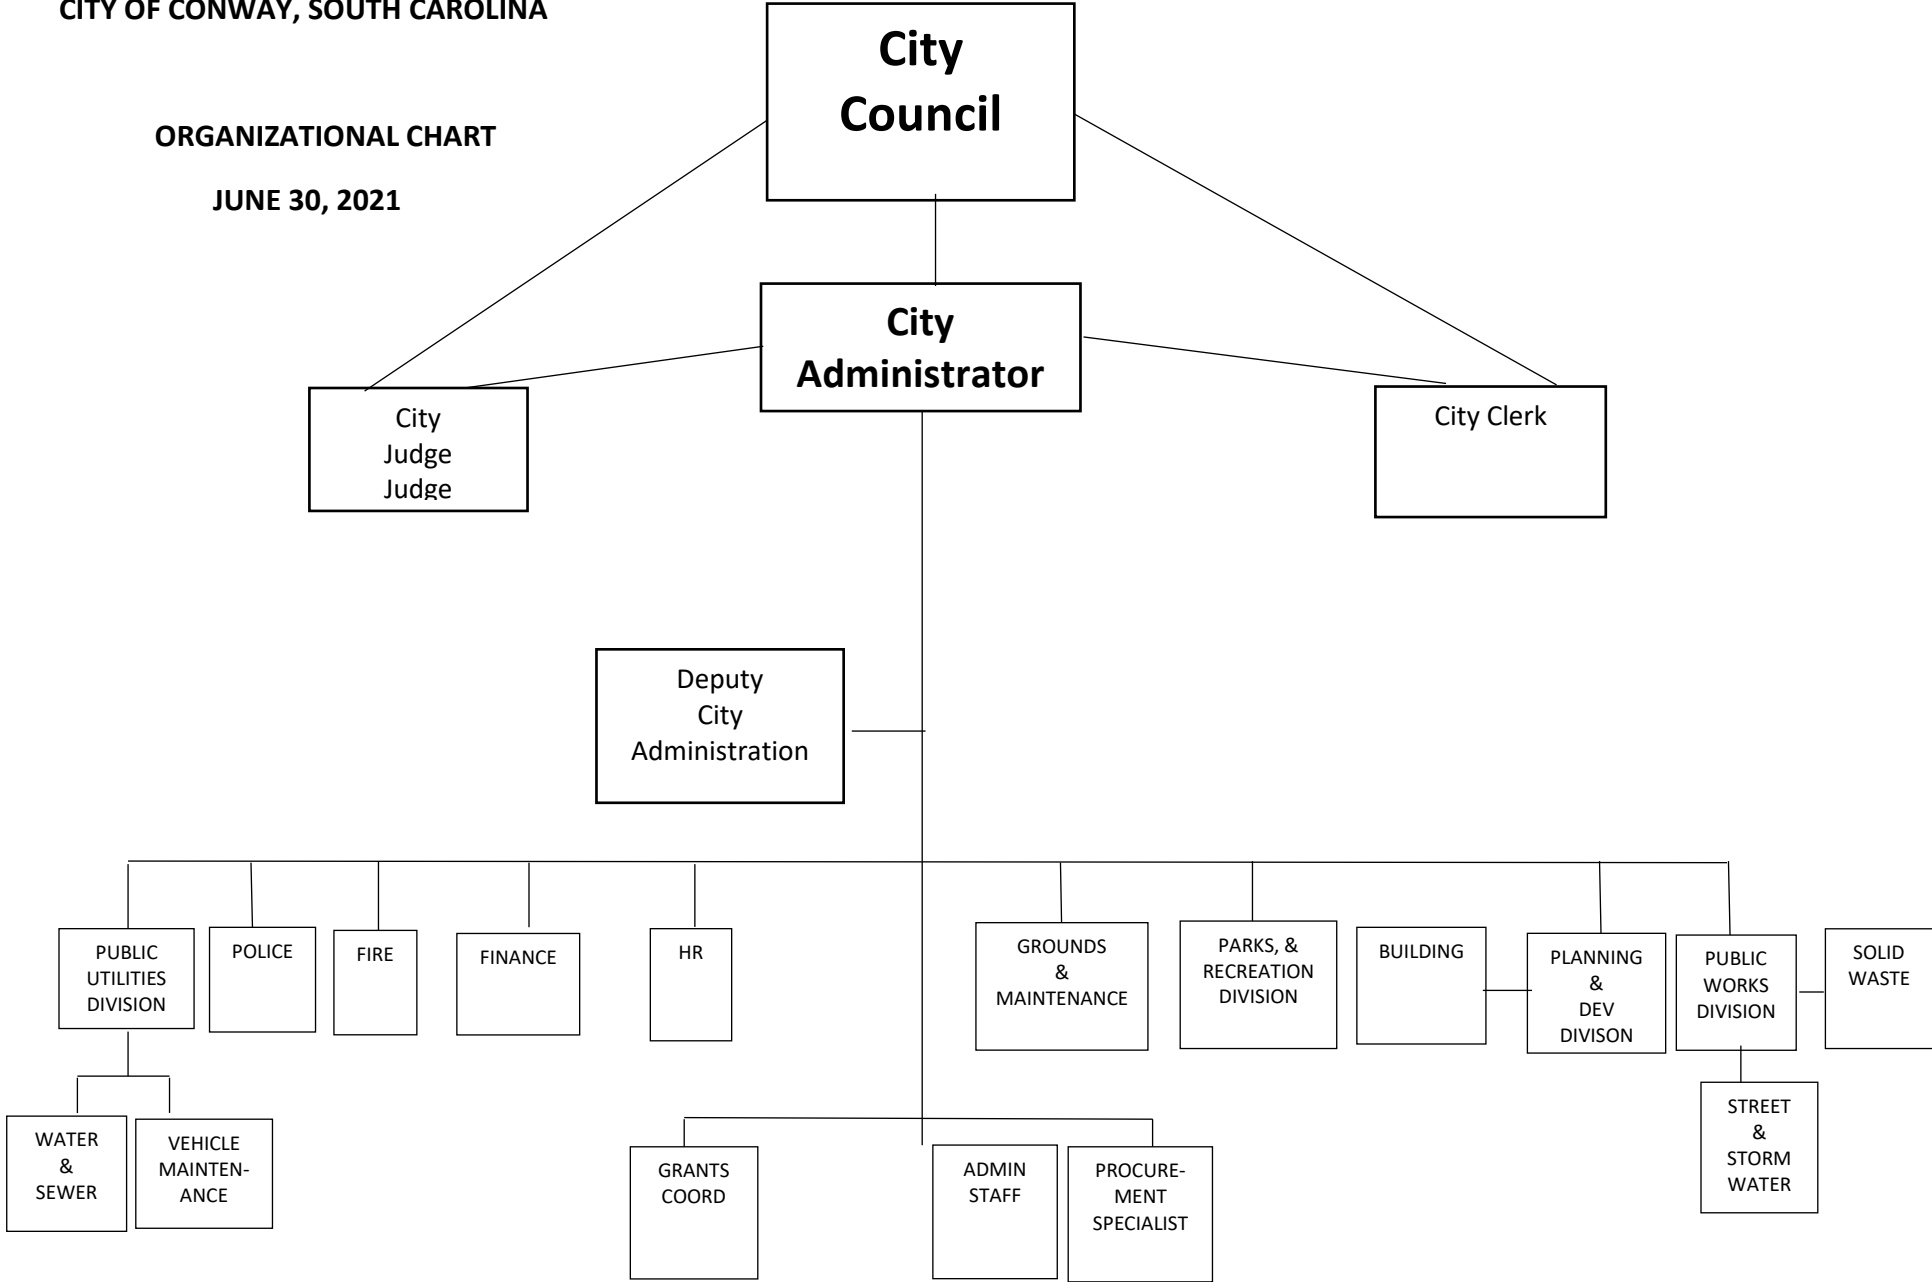 CITY OF CONWAY, SOUTH CAROLINA
ORGANIZATIONAL CHART
JUNE 30, 2021
City
Council
City
Administrator
City
Judge
Judge
City Clerk
Deputy
City
Administration
PUBLIC
UTILITIES
DIVISION
POLICE
FIRE
FINANCE
HR
GROUNDS
&
MAINTENANCE
PARKS, &
RECREATION
DIVISION
BUILDING
PLANNING
&
DEV
DIVISON
PUBLIC
WORKS
DIVISION
SOLID
WASTE
WATER
&
SEWER
VEHICLE
MAINTEN-
ANCE
GRANTS
COORD
ADMIN
STAFF
PROCURE-
MENT
SPECIALIST
STREET
&
STORM
WATER